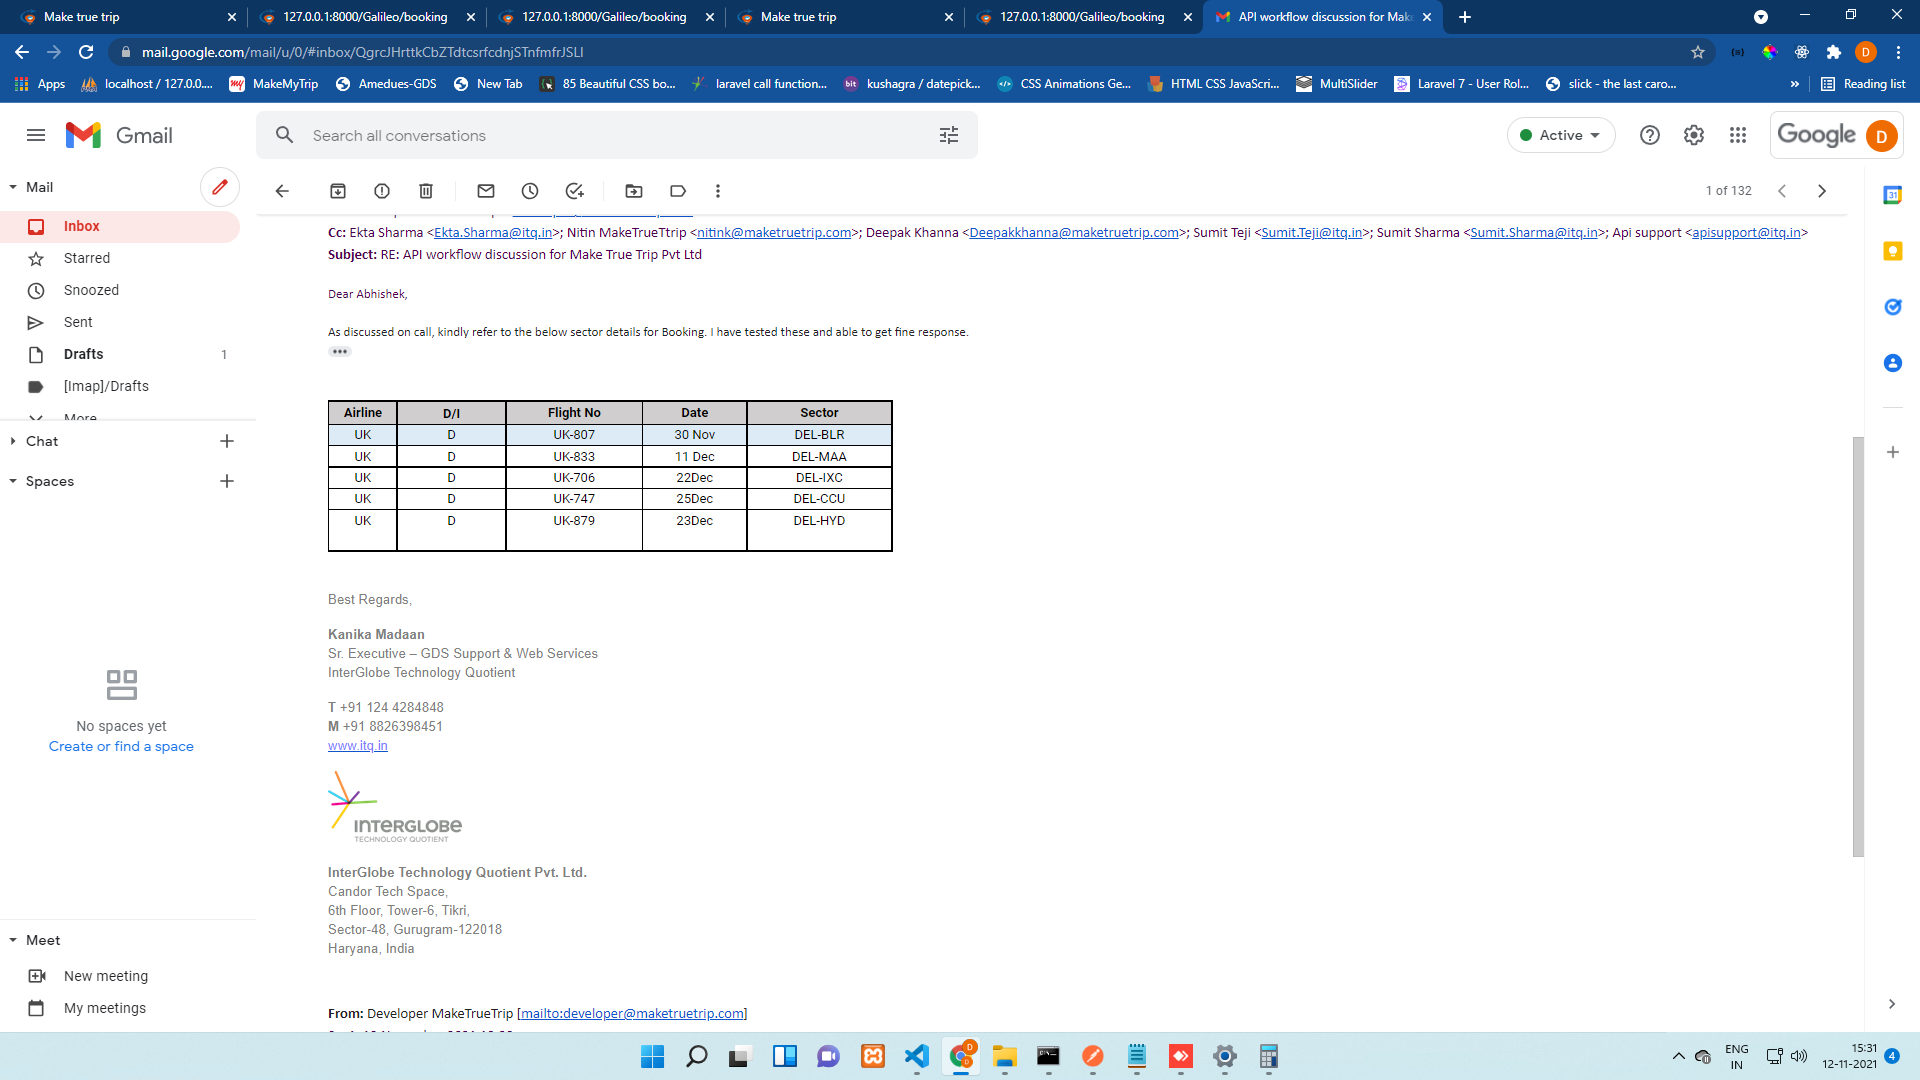 Make true trip
127.0.0.1:8000/Galileo/booking
127.0.0.1:8000/Galileo/booking
Make true trip
127.0.0.1:8000/Galileo/booking
API workflow discussion for Make
mail.google.com/mail/u/0/#inbox/QgrcJHrttkCbZTdtcsrfcdnjSTnfmfrJSLl
D
Apps
localhost / 127.0.0....
MakeMyTrip
Amedues-GDS
New Tab
85 Beautiful CSS bo...
laravel call function...
kushagra / datepick...
CSS Animations Ge...
HTML CSS JavaScri...
MultiSlider
Laravel 7 - User Rol...
slick - the last caro...
Reading list
Gmail
Search all conversations
Active
Google
D
Mail
1 of 132
Inbox
Starred
Snoozed
Sent
Drafts 1
[Imap]/Drafts
More
Chat
Spaces
No spaces yet
Create or find a space
Meet
New meeting
My meetings
Cc: Ekta Sharma <Ekta.Sharma@itq.in>; Nitin MakeTrueTtrip <nitink@maketruetrip.com>; Deepak Khanna <Deepakkhanna@maketruetrip.com>; Sumit Teji <Sumit.Teji@itq.in>; Sumit Sharma <Sumit.Sharma@itq.in>; Api support <apisupport@itq.in>
Subject: RE: API workflow discussion for Make True Trip Pvt Ltd
Dear Abhishek,
As discussed on call, kindly refer to the below sector details for Booking. I have tested these and able to get fine response.
Airline D/I Flight No Date Sector
UK D UK-807 30 Nov DEL-BLR
UK D UK-833 11 Dec DEL-MAA
UK D UK-706 22Dec DEL-IXC
UK D UK-747 25Dec DEL-CCU
UK D UK-879 23Dec DEL-HYD
Best Regards,
Kanika Madaan
Sr. Executive – GDS Support & Web Services
InterGlobe Technology Quotient
T +91 124 4284848
M +91 8826398451
www.itq.in
INTERGLOBE
TECHNOLOGY QUOTIENT
InterGlobe Technology Quotient Pvt. Ltd.
Candor Tech Space,
6th Floor, Tower-6, Tikri,
Sector-48, Gurugram-122018
Haryana, India
From: Developer MakeTrueTrip [mailto:developer@maketruetrip.com]
31
ENG
IN
15:31
12-11-2021
4